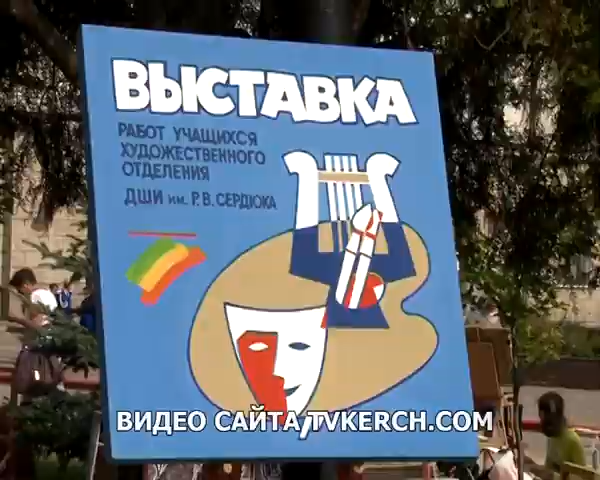 ВЫСТАВКА
РАБОТ УЧАЩИХСЯ
ХУДОЖЕСТВЕННОГО
ОТДЕЛЕНИЯ
ДШИ им. Р. В. СЕРДЮКА
ВИДЕО САЙТА TVKERCH.COM